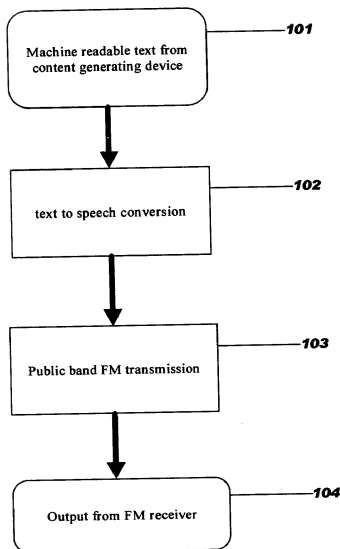 101
Machine readable text from
content generating device
102
text to speech conversion
103
Public band FM transmission
104
Output from FM receiver